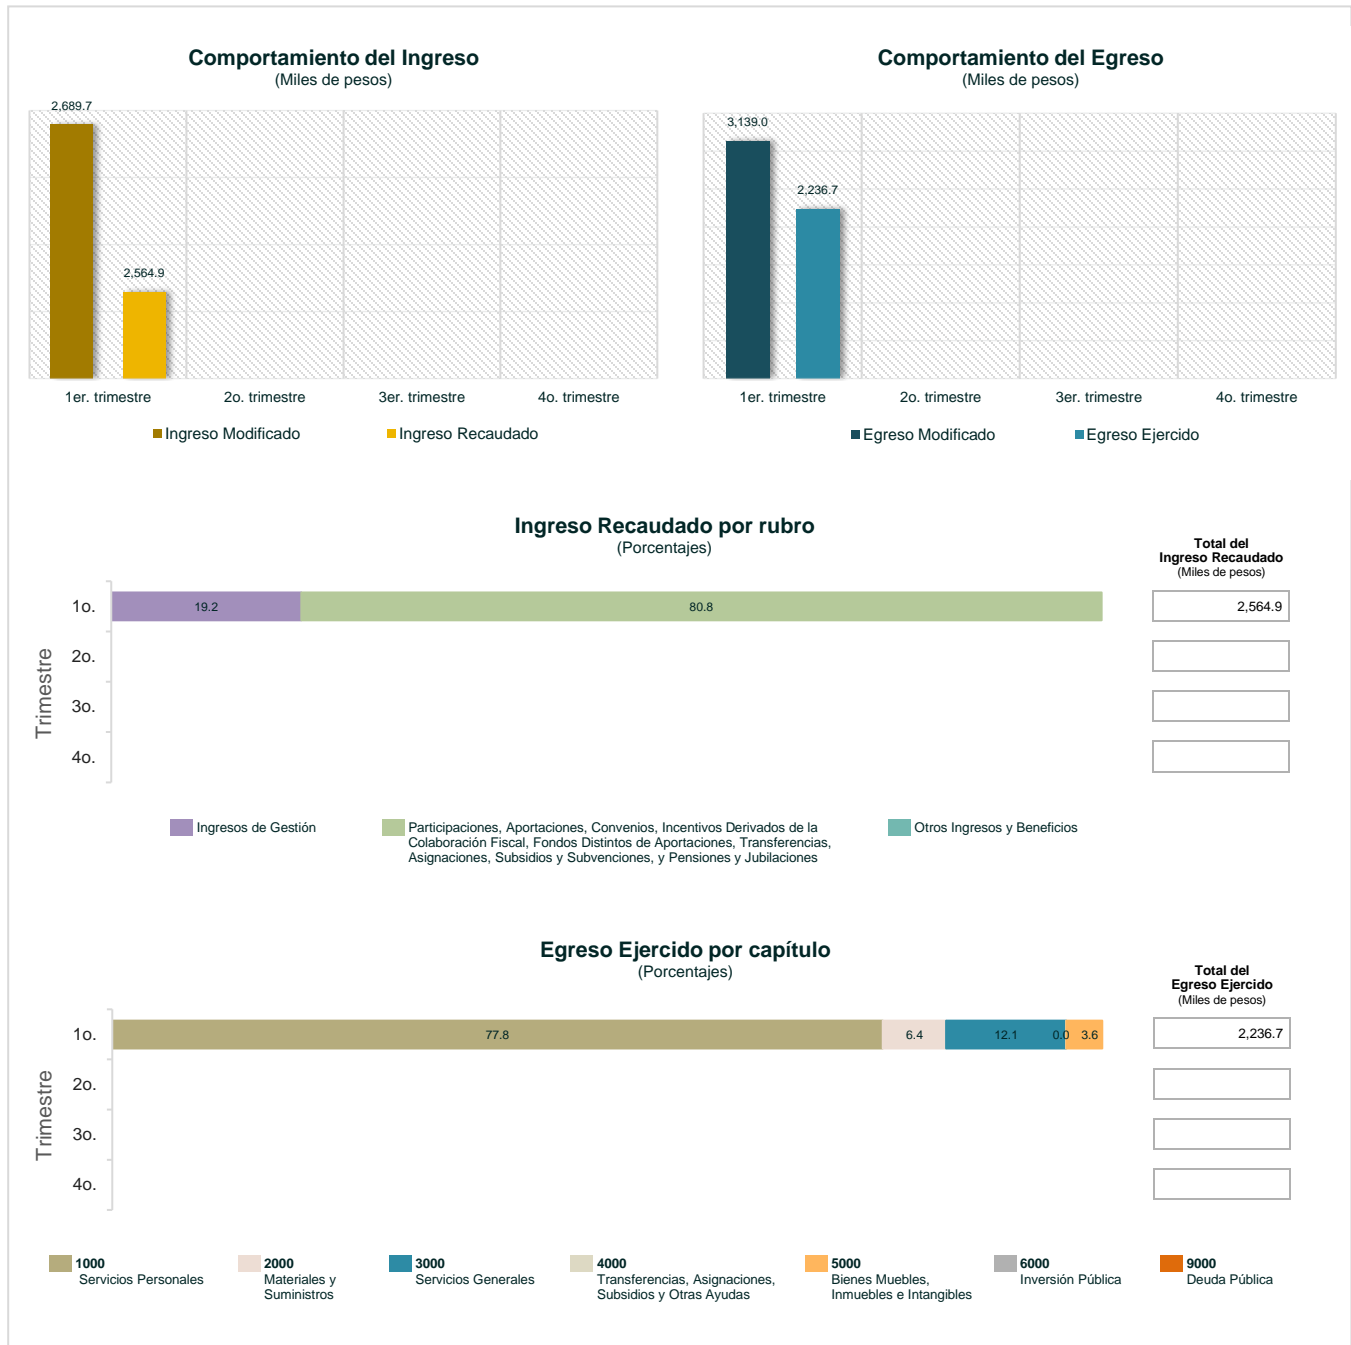 Comportamiento del Ingreso
(Miles de pesos)
2,689.7
2,564.9
1er. trimestre
2o. trimestre
3er. trimestre
4o. trimestre
Ingreso Modificado
Ingreso Recaudado
Comportamiento del Egreso
(Miles de pesos)
3,139.0
2,236.7
1er. trimestre
2o. trimestre
3er. trimestre
4o. trimestre
Egreso Modificado
Egreso Ejercido
Ingreso Recaudado por rubro
(Porcentajes)
Total del
Ingreso Recaudado
(Miles de pesos)
Trimestre
1o.
19.2
80.8
2,564.9
2o.
3o.
4o.
Ingresos de Gestión
Participaciones, Aportaciones, Convenios, Incentivos Derivados de la
Colaboración Fiscal, Fondos Distintos de Aportaciones, Transferencias,
Asignaciones, Subsidios y Subvenciones, y Pensiones y Jubilaciones
Otros Ingresos y Beneficios
Egreso Ejercido por capítulo
(Porcentajes)
Total del
Egreso Ejercido
(Miles de pesos)
Trimestre
1o.
77.8
6.4
12.1
0.0
3.6
2,236.7
2o.
3o.
4o.
1000
Servicios Personales
2000
Materiales y
Suministros
3000
Servicios Generales
4000
Transferencias, Asignaciones,
Subsidios y Otras Ayudas
5000
Bienes Muebles,
Inmuebles e Intangibles
6000
Inversión Pública
9000
Deuda Pública